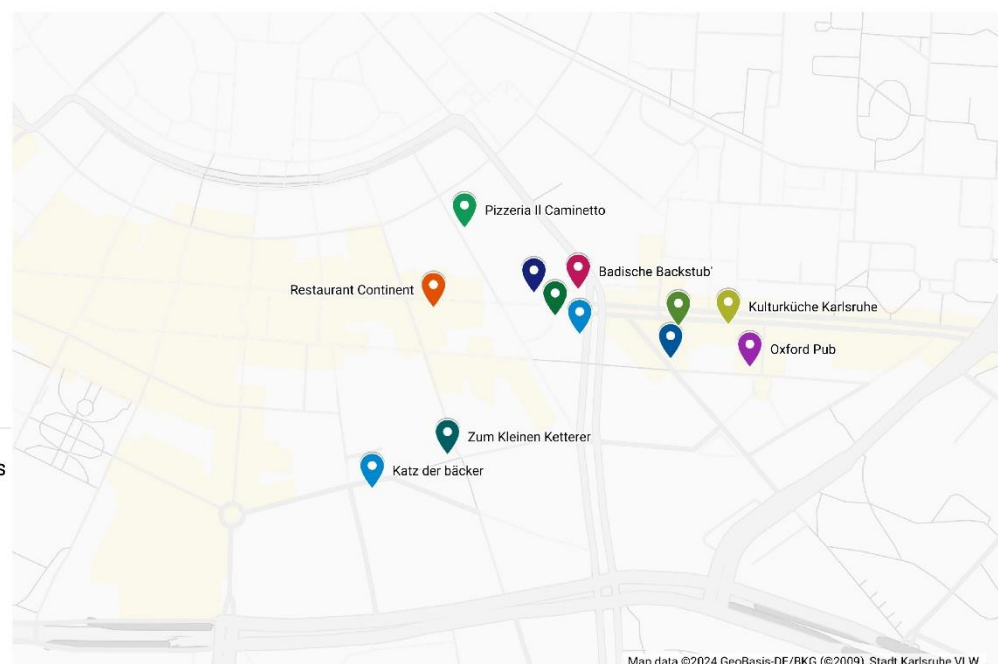 Pizzeria Il Caminetto
Badische Backstub'
Restaurant Continent
Kulturküche Karlsruhe
Oxford Pub
Zum Kleinen Ketterer
s
Katz der bäcker
Map data ©2024 GeoBasis-DE/BKG (©2009), Stadt Karlsruhe VLW